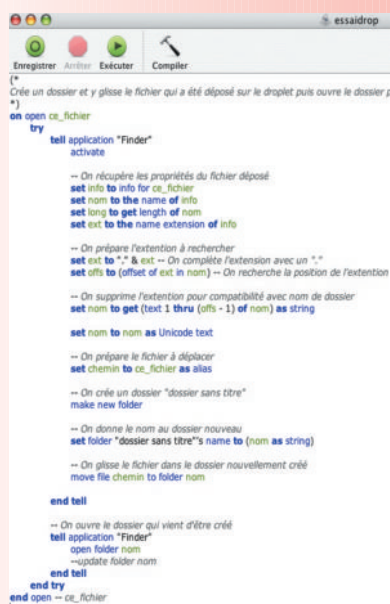 essaidrop
Enregistrer Arrêter Exécuter Compiler
(*
Crée un dossier et y glisse le fichier qui a été déposé sur le droplet puis ouvre le dossier
*)
on open ce_fichier
try
tell application "Finder"
activate
-- On récupère les propriétés du fichier déposé
set info to info for ce_fichier
set nom to the name of info
set long to get length of nom
set ext to the name extension of info
-- On prépare l'extention à rechercher
set ext to "." & ext -- On complète l'extension avec un "."
set offs to (offset of ext in nom) -- On recherche la position de l'extention
-- On supprime l'extention pour compatibilité avec nom de dossier
set nom to get (text 1 thru (offs - 1) of nom) as string
set nom to nom as Unicode text
-- On prépare le fichier à déplacer
set chemin to ce_fichier as alias
-- On crée un dossier "dossier sans titre"
make new folder
-- On donne le nom au dossier nouveau
set folder "dossier sans titre"'s name to (nom as string)
-- On glisse le fichier dans le dossier nouvellement créé
move file chemin to folder nom
end tell
-- On ouvre le dossier qui vient d'être créé
tell application "Finder"
open folder nom
--update folder nom
end tell
end try
end open -- ce_fichier